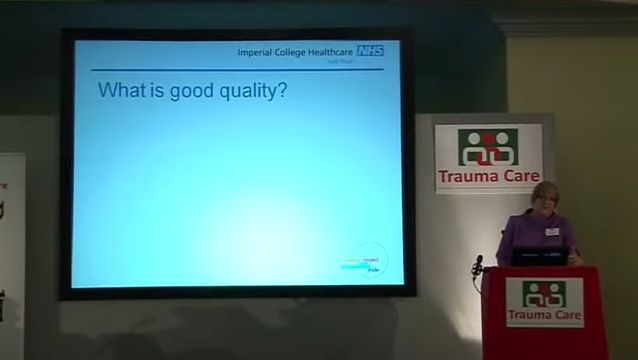 Imperial College Healthcare NHS
NHS Trust
What is good quality?
Trauma Care
Trauma Care